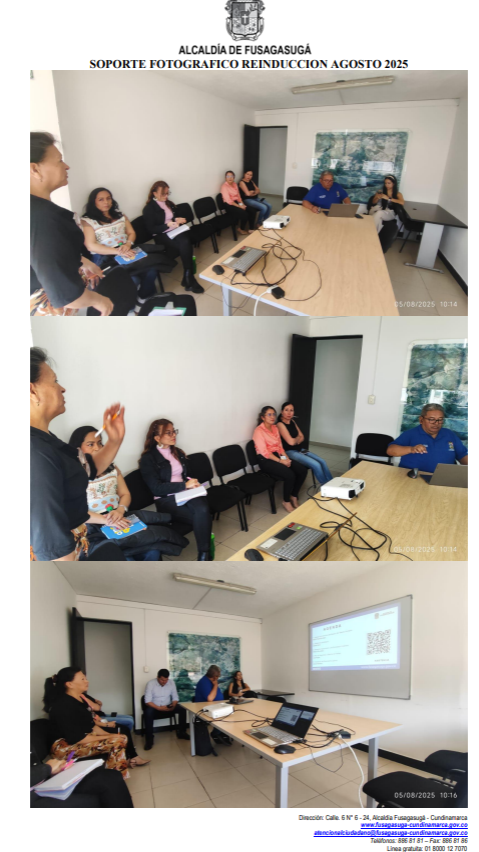 ALCALDÍA DE FUSAGASUGÁ
SOPORTE FOTOGRAFICO REINDUCCION AGOSTO 2025
05/08/2025 10:14
05/08/2025 10:14
05/08/2025 10:16
Dirección: Calle. 6 N° 6 - 24, Alcaldía Fusagasugá - Cundinamarca
www.fusagasuga-cundinamarca.gov.co
atencionalciudadano@fusagasuga-cundinamarca.gov.co
Teléfonos: 886 81 81 – Fax: 886 81 86
Línea gratuita: 01 8000 12 7070